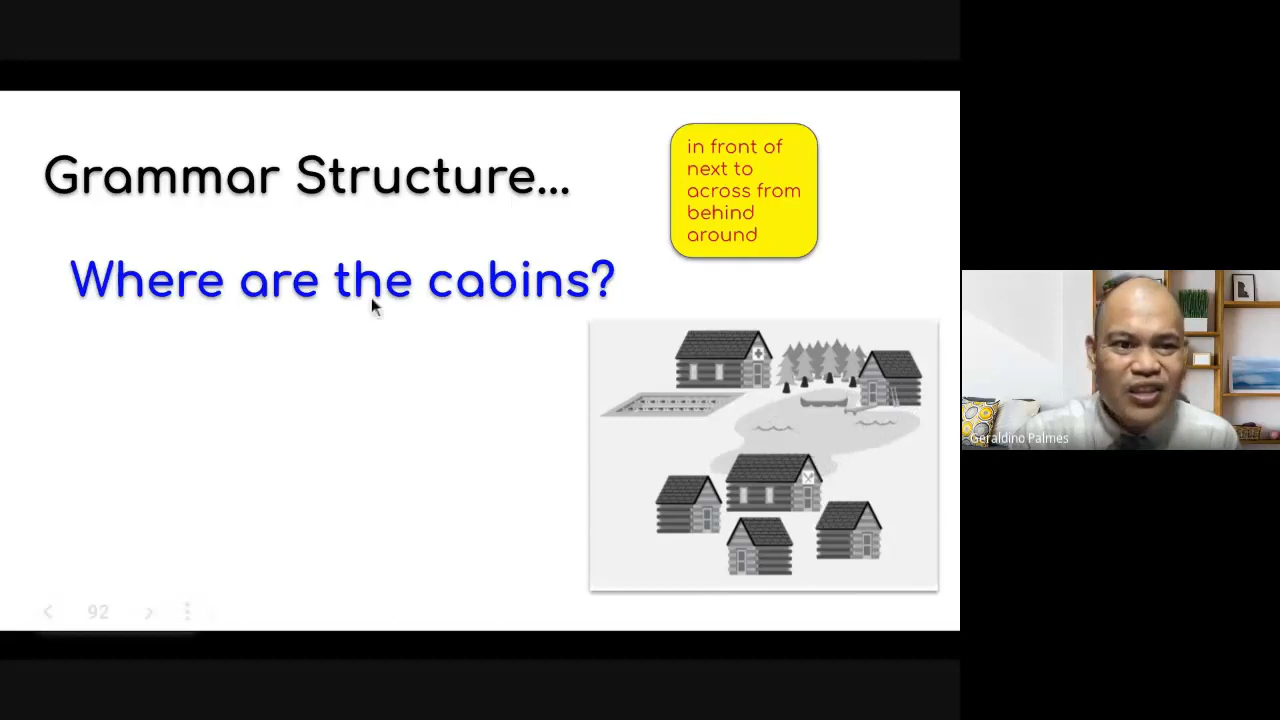 Grammar Structure...
in front of
next to
across from
behind
around
Where are the cabins?
Geraldino Palmes
92